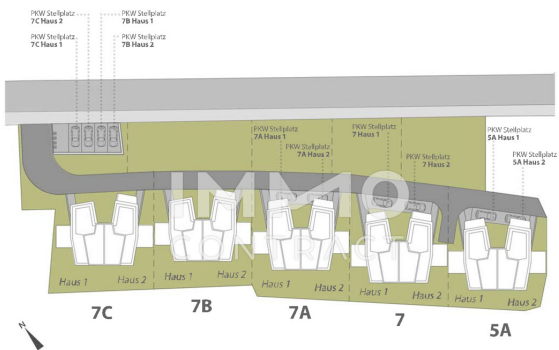 PKW Stellplatz
7C Haus 2
PKW Stellplatz
7B Haus 1
PKW Stellplatz
7C Haus 1
PKW Stellplatz
7B Haus 2
PKW Stellplatz
7A Haus 1
PKW Stellplatz
7 Haus 1
PKW Stellplatz
5A Haus 1
PKW Stellplatz
7A Haus 2
PKW Stellplatz
7 Haus 2
PKW Stellplatz
5A Haus 2
IMMO
CONTRACT
Haus 1
Haus 2
Haus 1
Haus 2
Haus 1
Haus 2
Haus 1
Haus 2
Haus 1
Haus 2
7C
7B
7A
7
5A
N